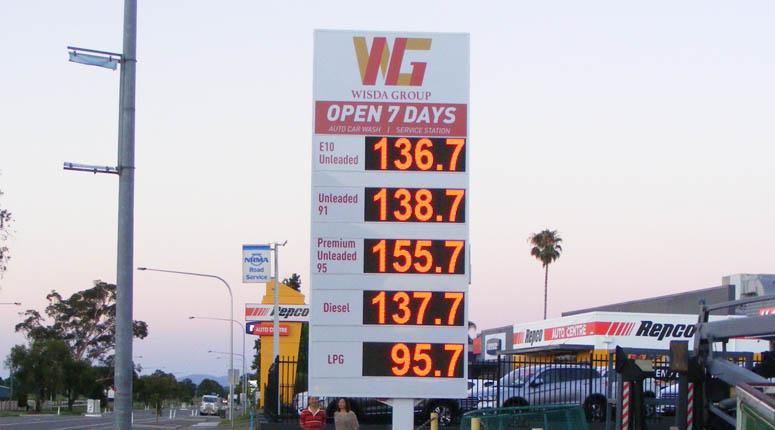 WG
WISDA GROUP
OPEN 7 DAYS
AUTO CAR WASH | SERVICE STATION
E10
Unleaded
136.7
Unleaded
91
138.7
Premium
Unleaded
95
155.7
Diesel
137.7
LPG
95.7
NRMA
Road
Service
Repco
AUTO CENTRE
Repco
AUTO CENTRE
Repco